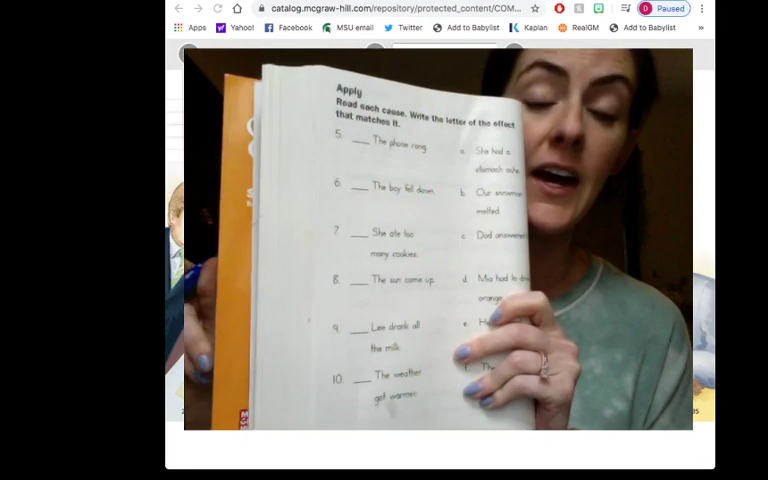 catalog.mcgraw-hill.com/repository/protected_content/COM...
D Paused
Apps Yahoo! Facebook MSU email Twitter Add to Babylist Kaplan RealGM Add to Babylist »
Apply
Read each cause. Write the letter of the effect
that matches it.
5. ___ The phone rang.
a. She had a
stomach ache.
6. ___ The boy fell down.
b. Our snowman
melted.
7. ___ She ate too
many cookies.
c. Dad answered
8. ___ The sun came up.
d. Mia had to
orange
9. ___ Lee drank all
the milk.
e. He
10. ___ The weather
got warmer.
f. The